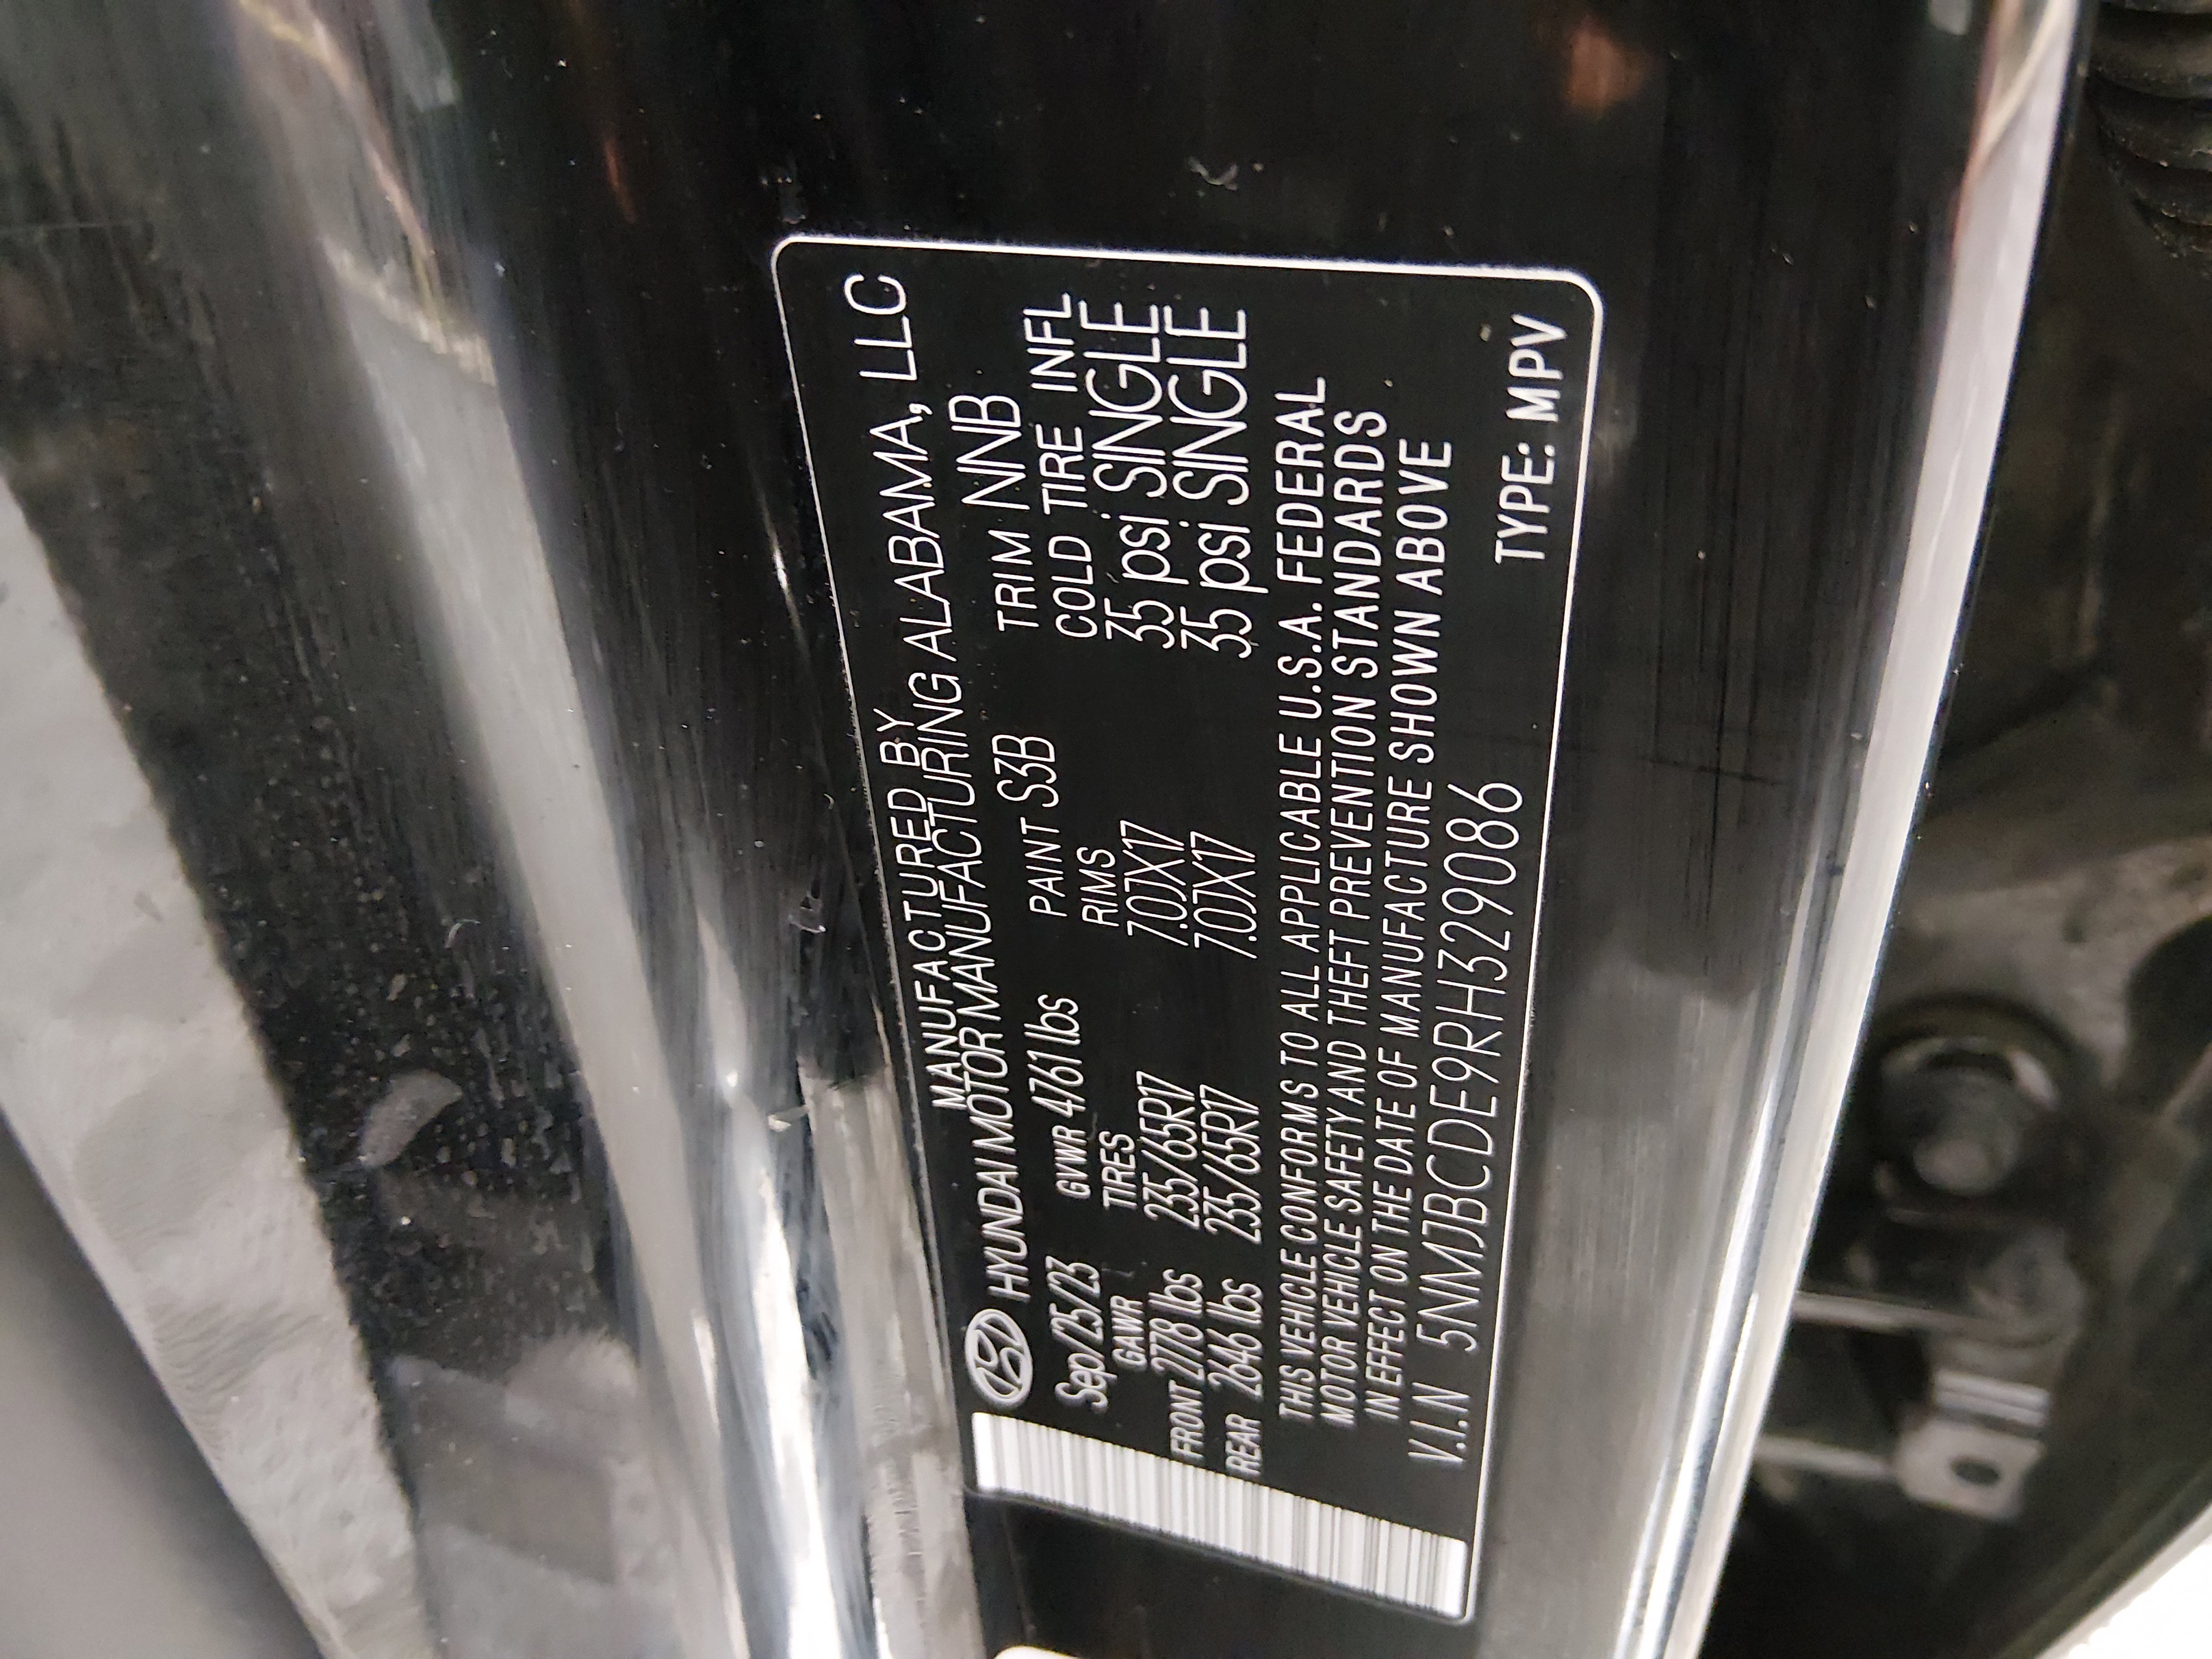 MANUFACTURED BY
HYUNDAI MOTOR MANUFACTURING ALABAMA, LLC
Sep/25/23 GVWR 4761 lbs PAINT S3B TRIM NNB
GAWR TIRES RIMS COLD TIRE INFL
FRONT 2778 lbs 235/65R17 7.0JX17 35 psi SINGLE
REAR 2646 lbs 235/65R17 7.0JX17 35 psi SINGLE
THIS VEHICLE CONFORMS TO ALL APPLICABLE U.S.A. FEDERAL
MOTOR VEHICLE SAFETY AND THEFT PREVENTION STANDARDS
IN EFFECT ON THE DATE OF MANUFACTURE SHOWN ABOVE
V.I.N 5NMJBCDE9RH329086 TYPE: MPV